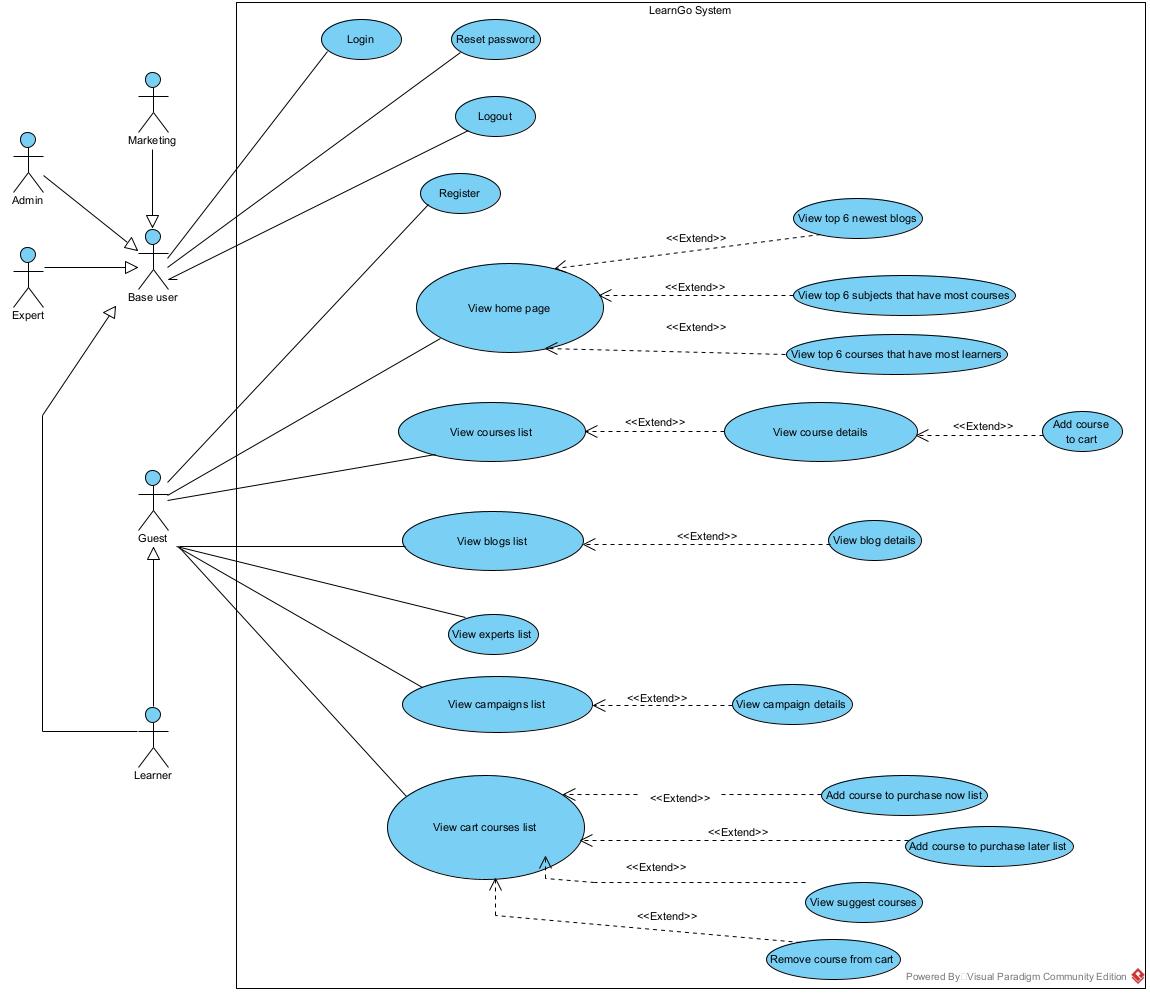 LearnGo System
Login
Reset password
Marketing
Logout
Admin
Register
View top 6 newest blogs
<<Extend>>
Base user
Expert
View home page
<<Extend>>
View top 6 subjects that have most courses
<<Extend>>
View top 6 courses that have most learners
View courses list
<<Extend>>
View course details
<<Extend>>
Add course
to cart
Guest
View blogs list
<<Extend>>
View blog details
View experts list
View campaigns list
<<Extend>>
View campaign details
Learner
View cart courses list
<<Extend>>
Add course to purchase now list
<<Extend>>
Add course to purchase later list
<<Extend>>
View suggest courses
<<Extend>>
Remove course from cart
Powered By Visual Paradigm Community Edition